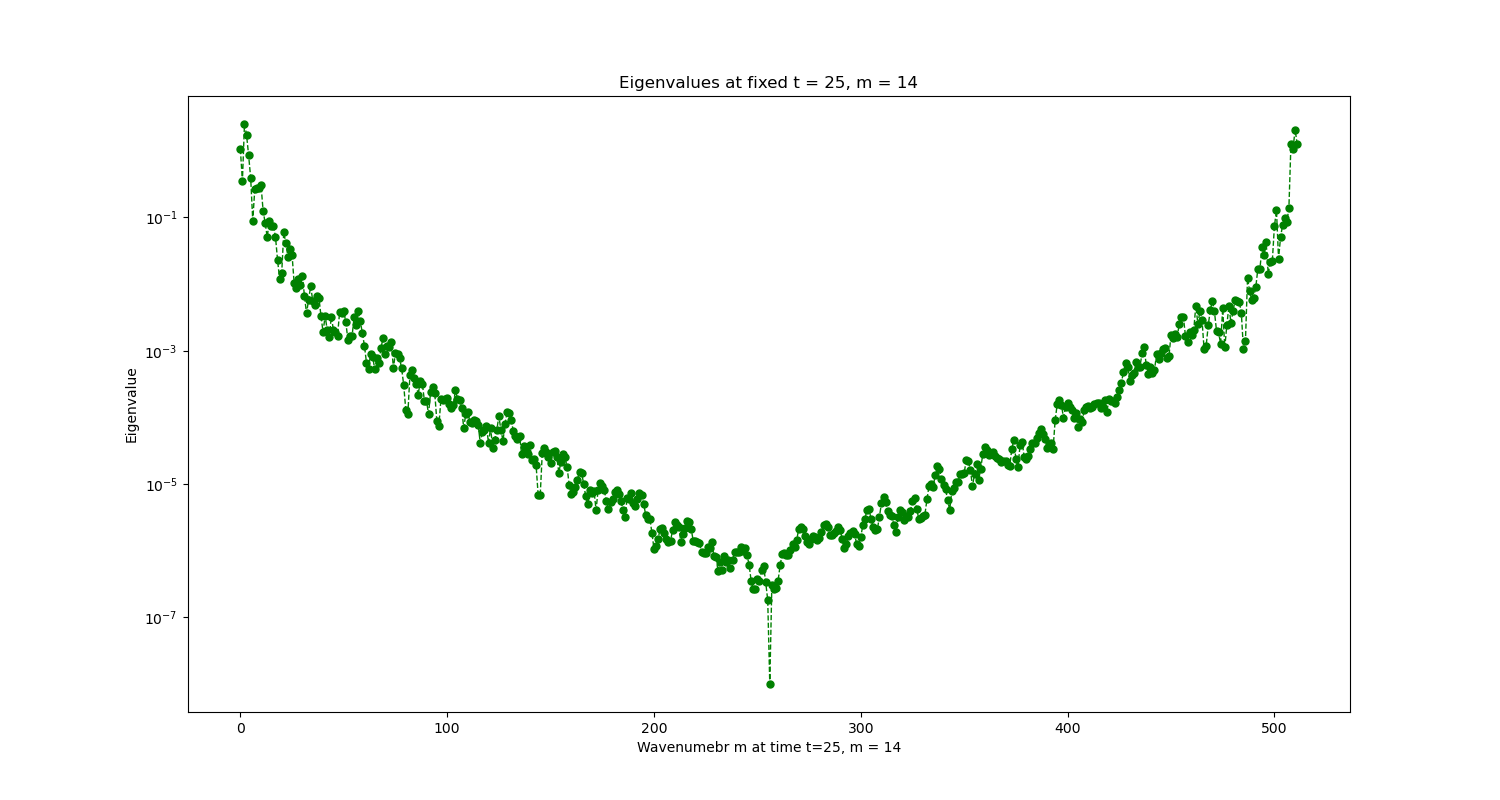 Eigenvalues at fixed t = 25, m = 14
Eigenvalue
10⁻¹
10⁻³
10⁻⁵
10⁻⁷
0 100 200 300 400 500
Wavenumebr m at time t=25, m = 14